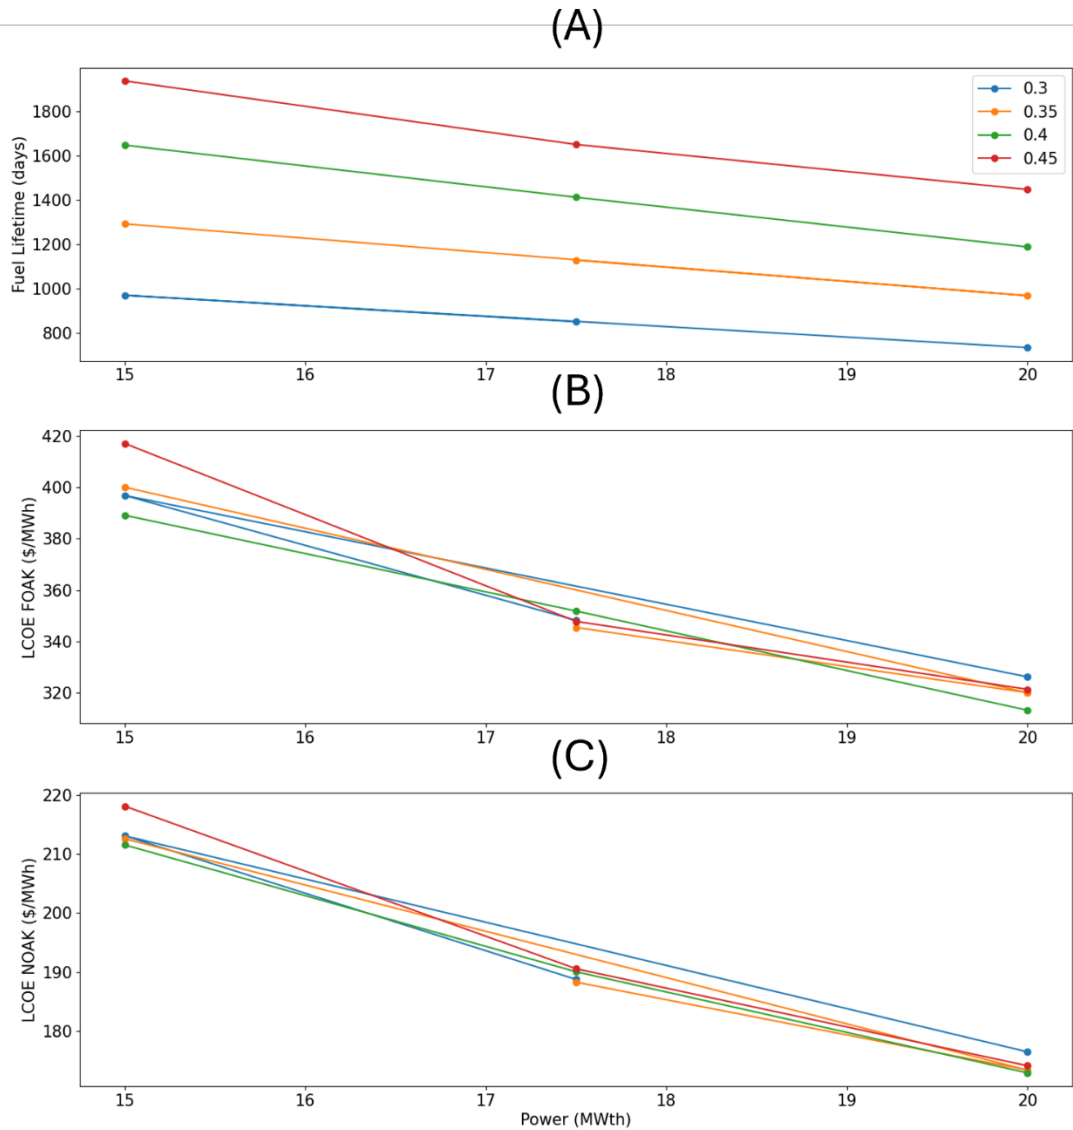 (A)
Fuel Lifetime (days)
1800
1600
1400
1200
1000
800
0.3
0.35
0.4
0.45
15 16 17 18 19 20
(B)
LCOE FOAK ($/MWh)
420
400
380
360
340
320
15 16 17 18 19 20
(C)
LCOE NOAK ($/MWh)
220
210
200
190
180
15 16 17 18 19 20
Power (MWth)